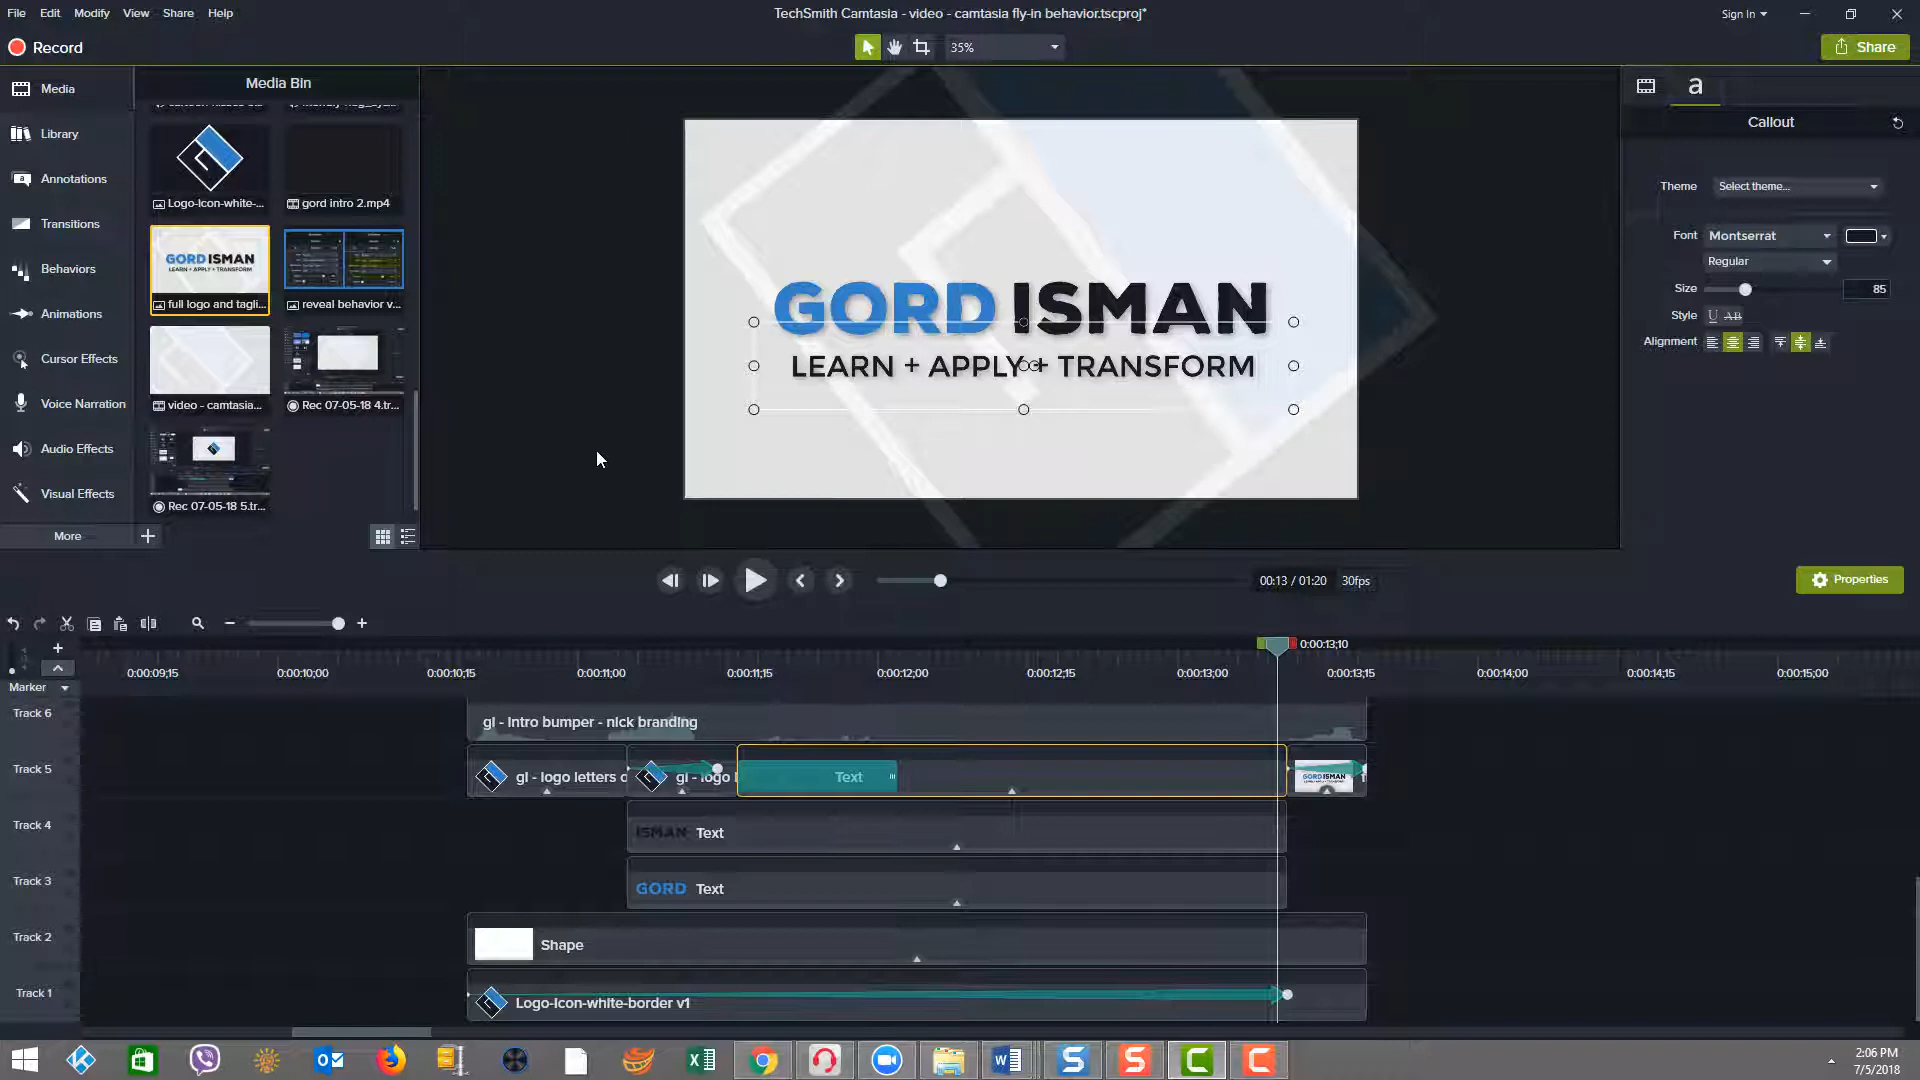 File Edit Modify View Share Help
TechSmith Camtasia - video - camtasia fly-in behavior.tscproj*
Sign In
Record
35%
Share
Media
Library
Annotations
Transitions
Behaviors
Animations
Cursor Effects
Voice Narration
Audio Effects
Visual Effects
More
Media Bin
Logo-Icon-white-...
gord intro 2.mp4
GORD ISMAN
LEARN + APPLY + TRANSFORM
full logo and tagli...
reveal behavior v...
video - camtasia...
Rec 07-05-18 4.tr...
Rec 07-05-18 5.tr...
GORD ISMAN
LEARN + APPLY + TRANSFORM
a
Callout
Theme Select theme...
Font Montserrat
Regular
Size 85
Style U AB
Alignment
00:13 / 01:20 30fps
Properties
0:00:13;10
0:00:09;15 0:00:10;00 0:00:10;15 0:00:11;00 0:00:11;15 0:00:12;00 0:00:12;15 0:00:13;00 0:00:13;15 0:00:14;00 0:00:14;15 0:00:15;00
Marker
Track 6
gl - Intro bumper - nick branding
Track 5
gl - logo letters o
gl - logo l
Text
GORD ISMAN
Track 4
ISMAN Text
Track 3
GORD Text
Track 2
Shape
Track 1
Logo-Icon-white-border v1
2:06 PM
7/5/2018